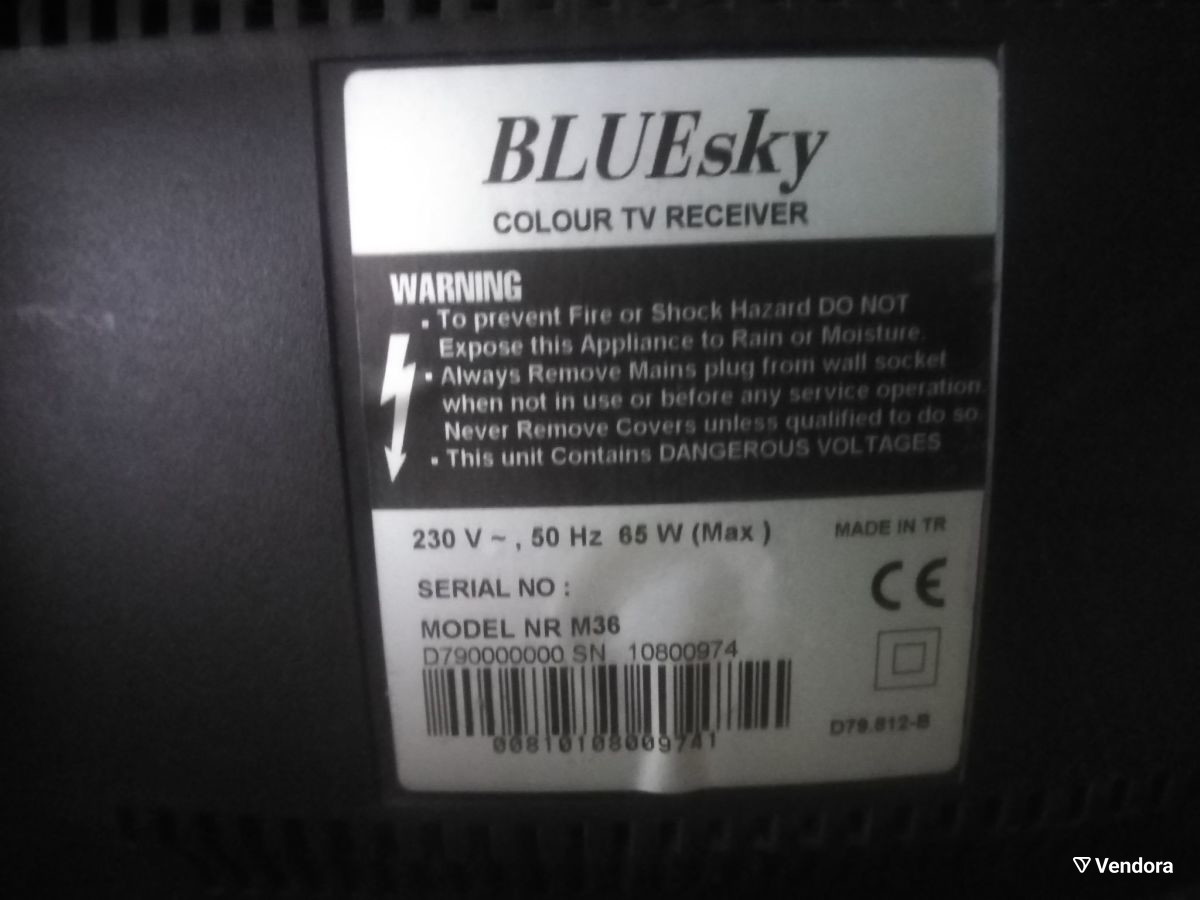 BLUEsky
COLOUR TV RECEIVER
WARNING
• To prevent Fire or Shock Hazard DO NOT
Expose this Appliance to Rain or Moisture.
• Always Remove Mains plug from wall socket
when not in use or before any service operation.
Never Remove Covers unless qualified to do so.
• This unit Contains DANGEROUS VOLTAGES
230 V ~ , 50 Hz 65 W (Max )
MADE IN TR
SERIAL NO :
CE
MODEL NR M36
D790000000 SN 10800974
00810108009741
D79.812-B
Vendora